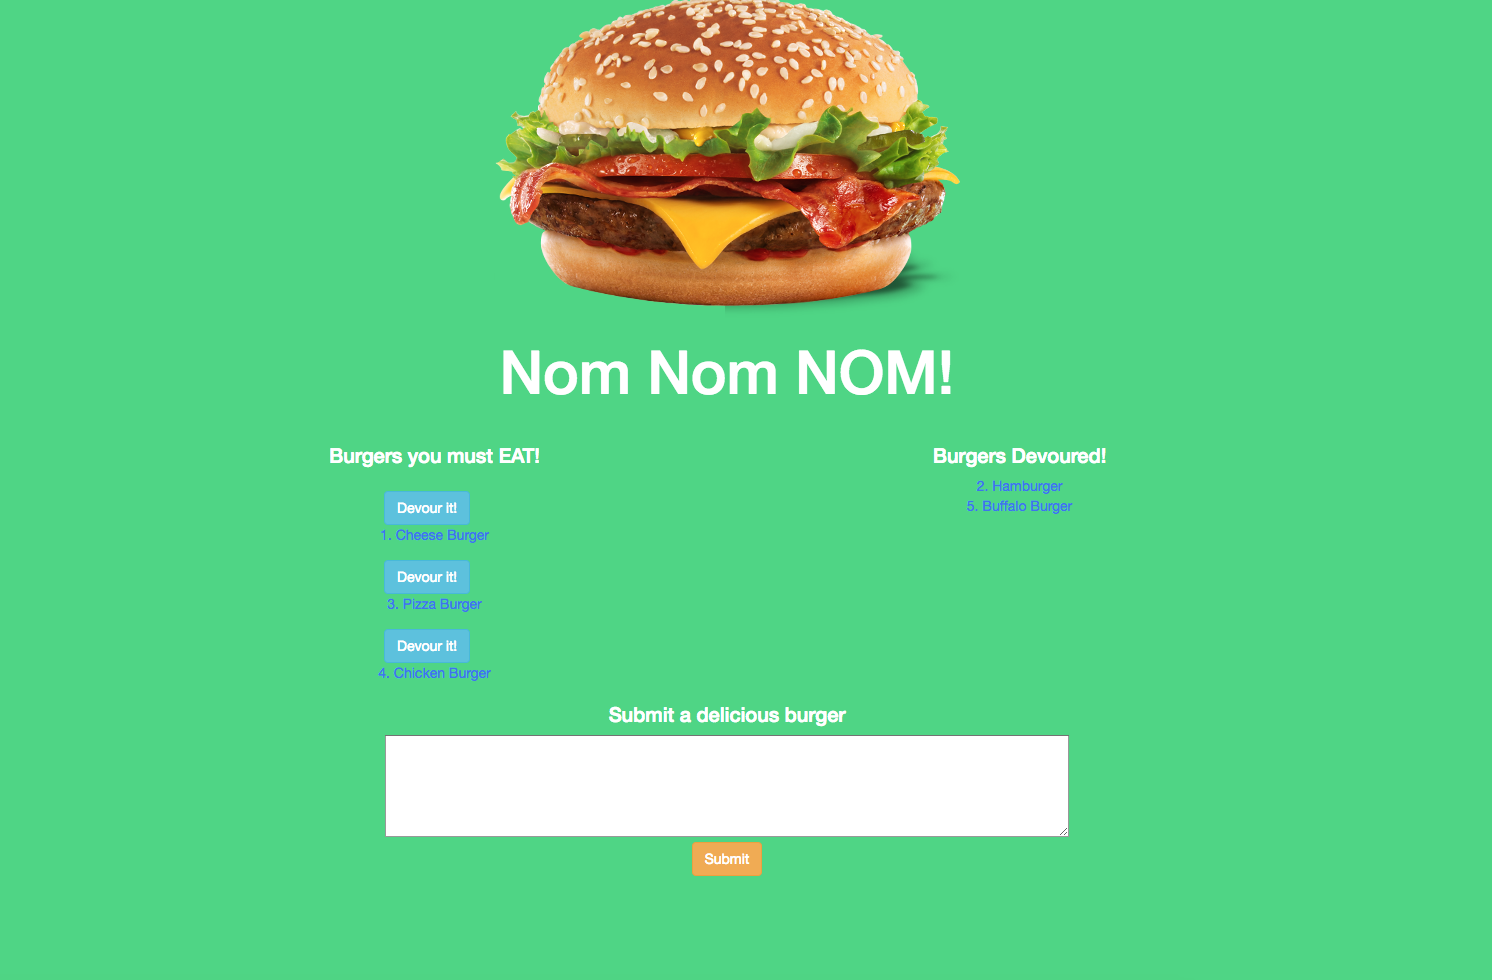 Nom Nom NOM!
Burgers you must EAT!
Devour it!
1. Cheese Burger
Devour it!
3. Pizza Burger
Devour it!
4. Chicken Burger
Burgers Devoured!
2. Hamburger
5. Buffalo Burger
Submit a delicious burger
Submit